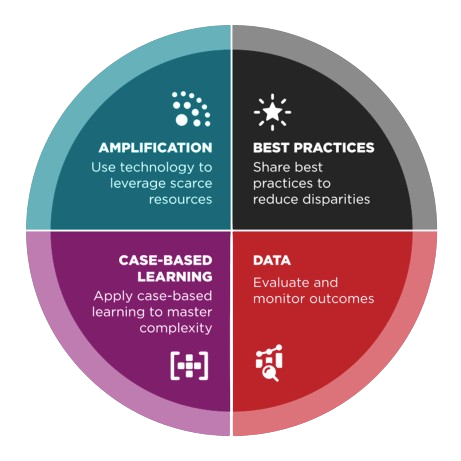 AMPLIFICATION
Use technology to
leverage scarce
resources
BEST PRACTICES
Share best
practices to
reduce disparities
CASE-BASED
LEARNING
Apply case-based
learning to master
complexity
DATA
Evaluate and
monitor outcomes